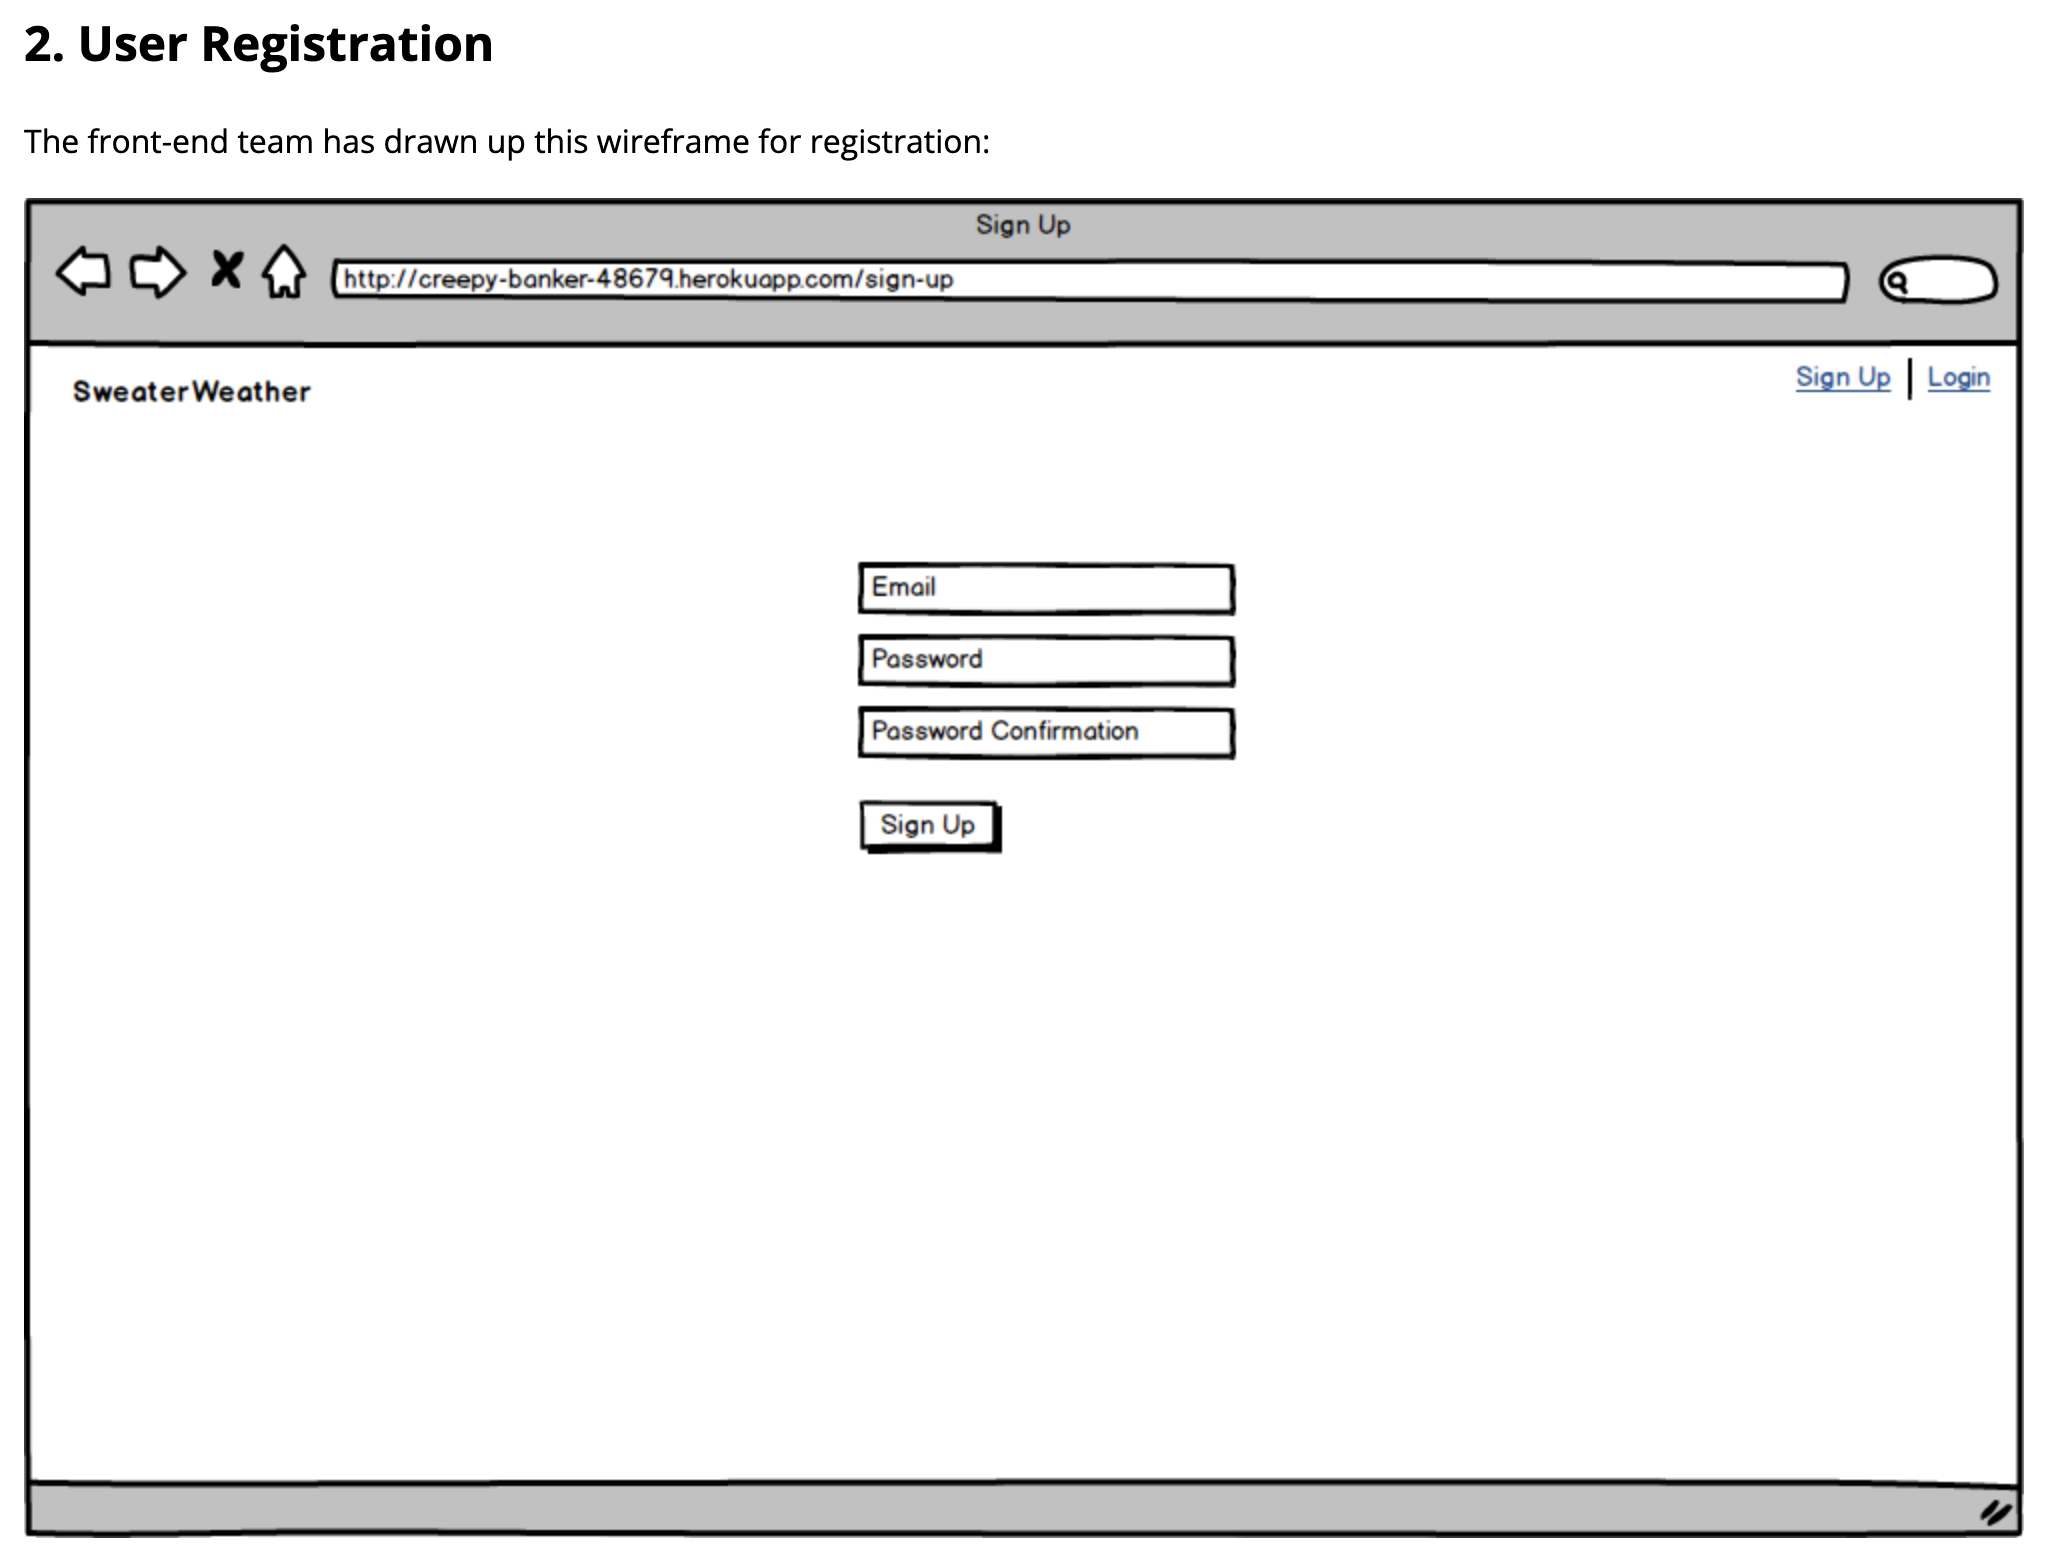 2. User Registration
The front-end team has drawn up this wireframe for registration:
Sign Up
http://creepy-banker-48679.herokuapp.com/sign-up
Sign Up | Login
SweaterWeather
Email
Password
Password Confirmation
Sign Up